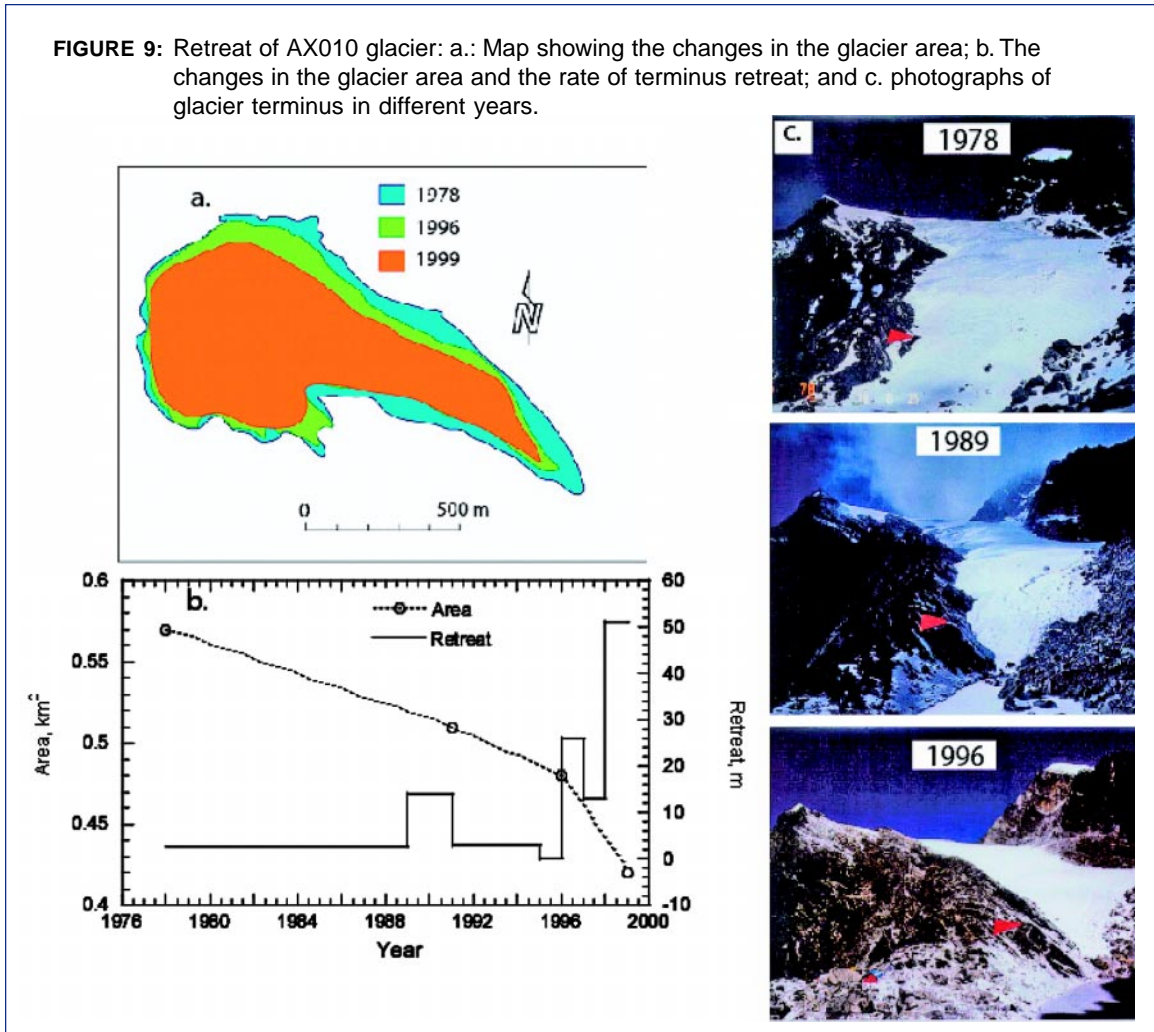 FIGURE 9: Retreat of AX010 glacier: a.: Map showing the changes in the glacier area; b. The
changes in the glacier area and the rate of terminus retreat; and c. photographs of
glacier terminus in different years.
a.
1978
1996
1999
N
0 500 m
b.
Area
Retreat
0.6
0.55
0.5
0.45
0.4
Area, km²
60
50
40
30
20
10
0
-10
Retreat, m
1976 1980 1984 1988 1992 1996 2000
Year
c.
1978
78
1989
1996